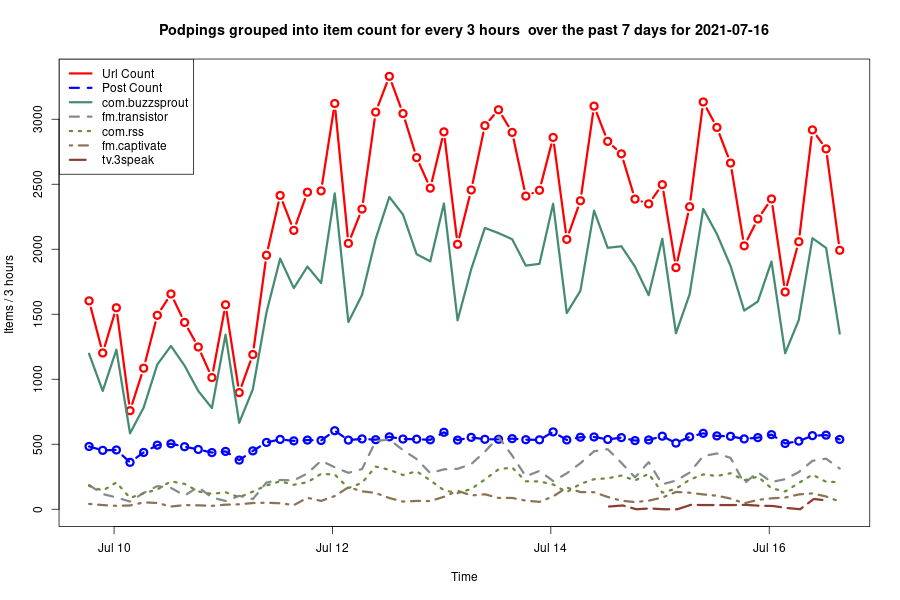 Podpings grouped into item count for every 3 hours  over the past 7 days for 2021-07-16
Url Count
Post Count
com.buzzsprout
fm.transistor
com.rss
fm.captivate
tv.3speak
Items / 3 hours
3000
2500
2000
1500
1000
500
0
Jul 10
Jul 12
Jul 14
Jul 16
Time